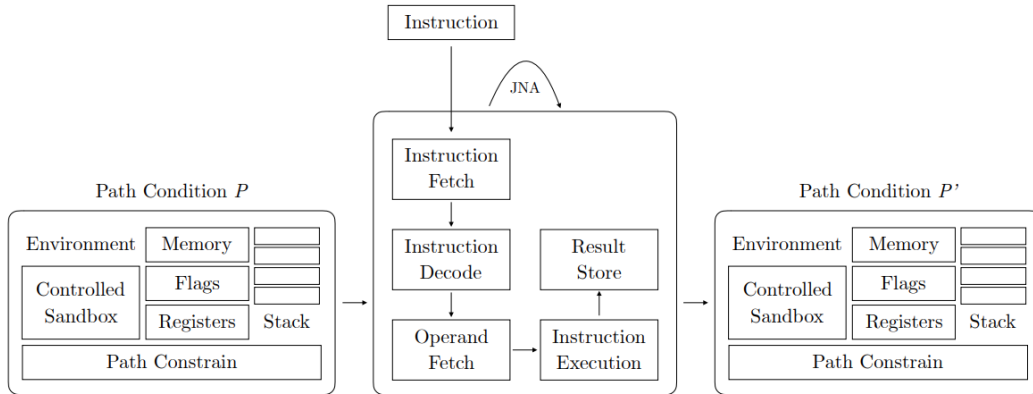 Instruction
JNA
Instruction
Fetch
Path Condition P
Path Condition P'
Environment
Memory
Instruction
Decode
Result
Store
Environment
Memory
Controlled
Sandbox
Flags
Controlled
Sandbox
Flags
Registers
Stack
Operand
Fetch
Instruction
Execution
Registers
Stack
Path Constrain
Path Constrain